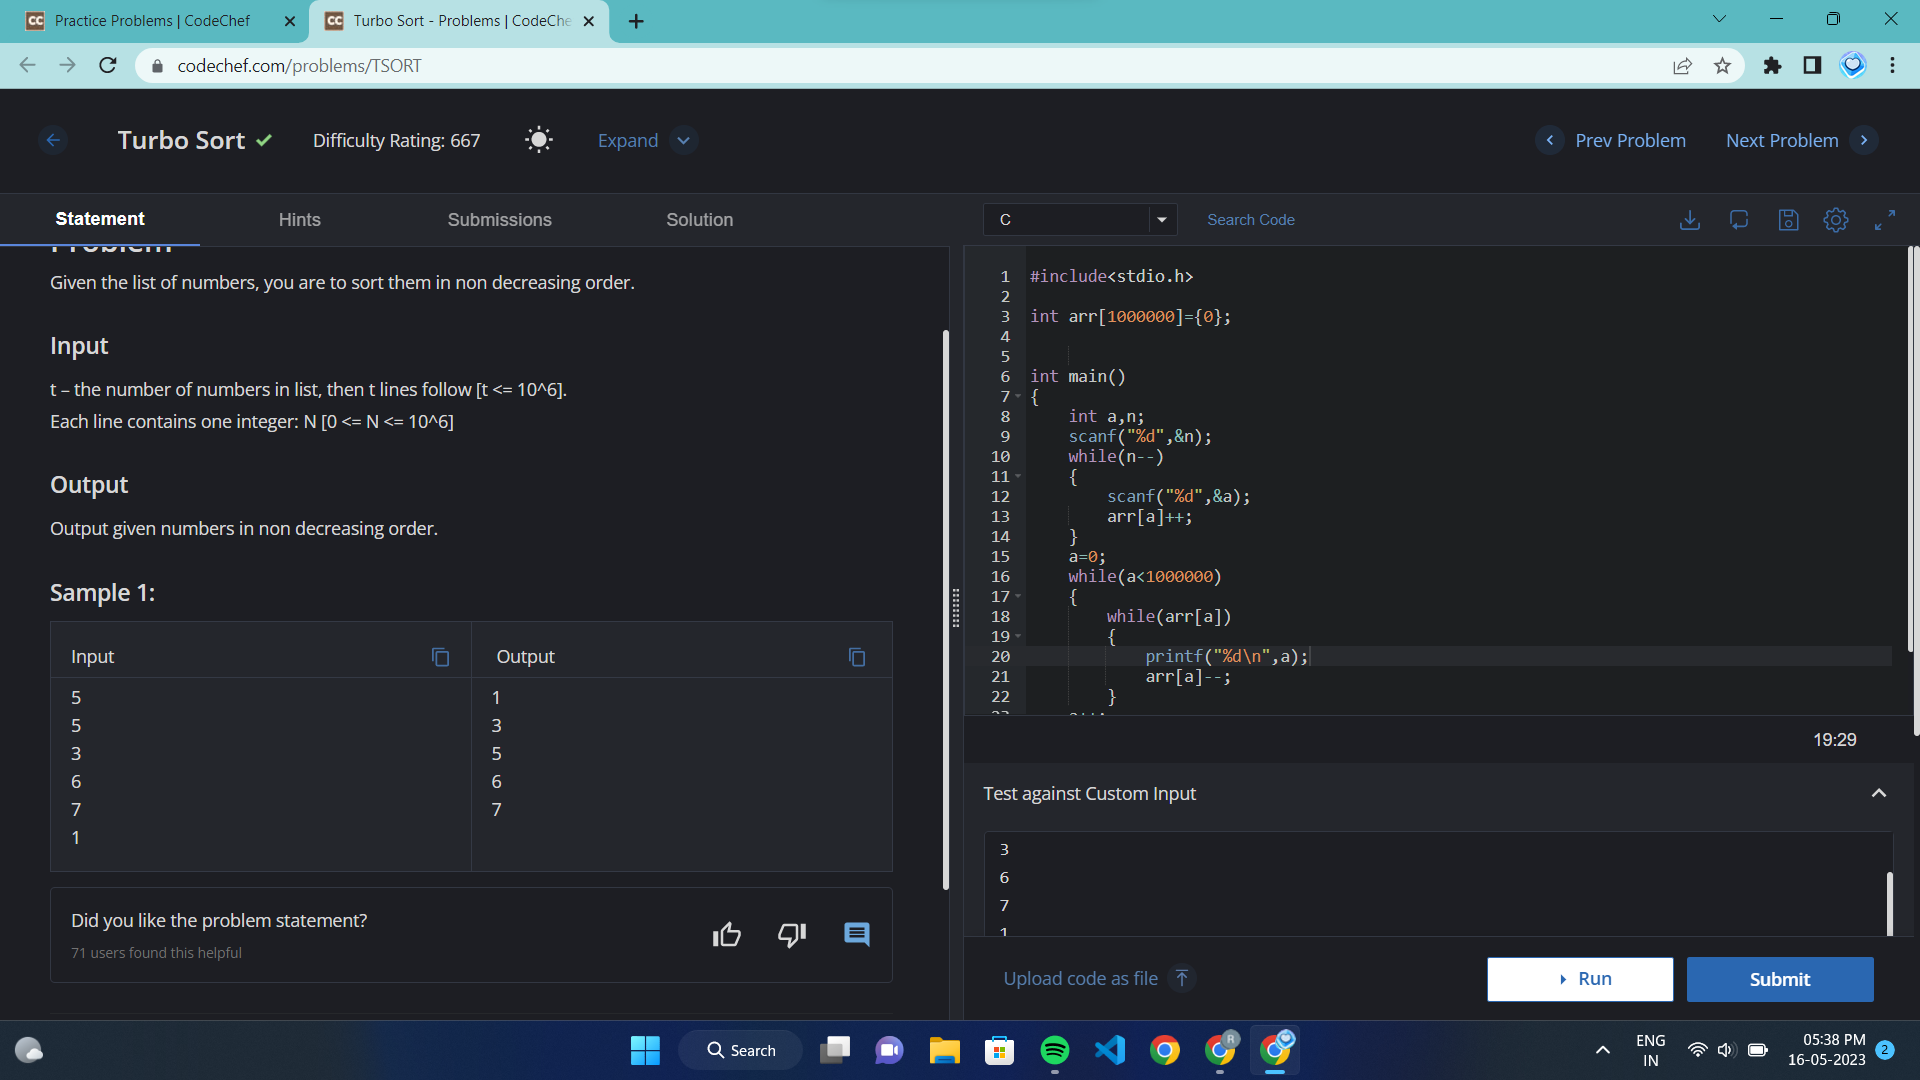 Practice Problems | CodeChef
Turbo Sort - Problems | CodeChe
codechef.com/problems/TSORT
Turbo Sort
Difficulty Rating: 667
Expand
Prev Problem
Next Problem
Statement
Hints
Submissions
Solution
Problem
Given the list of numbers, you are to sort them in non decreasing order.
Input
t – the number of numbers in list, then t lines follow [t <= 10^6].
Each line contains one integer: N [0 <= N <= 10^6]
Output
Output given numbers in non decreasing order.
Sample 1:
Input
Output
5
5
3
6
7
1
1
3
5
6
7
Did you like the problem statement?
71 users found this helpful
C
Search Code
1 #include<stdio.h>
2
3 int arr[1000000]={0};
4
5
6 int main()
7 {
8 int a,n;
9 scanf("%d",&n);
10 while(n--)
11 {
12 scanf("%d",&a);
13 arr[a]++;
14 }
15 a=0;
16 while(a<1000000)
17 {
18 while(arr[a])
19 {
20 printf("%d\n",a);
21 arr[a]--;
22 }
19:29
Test against Custom Input
3
6
7
1
Upload code as file
Run
Submit
Search
R
ENG
IN
05:38 PM
16-05-2023
2